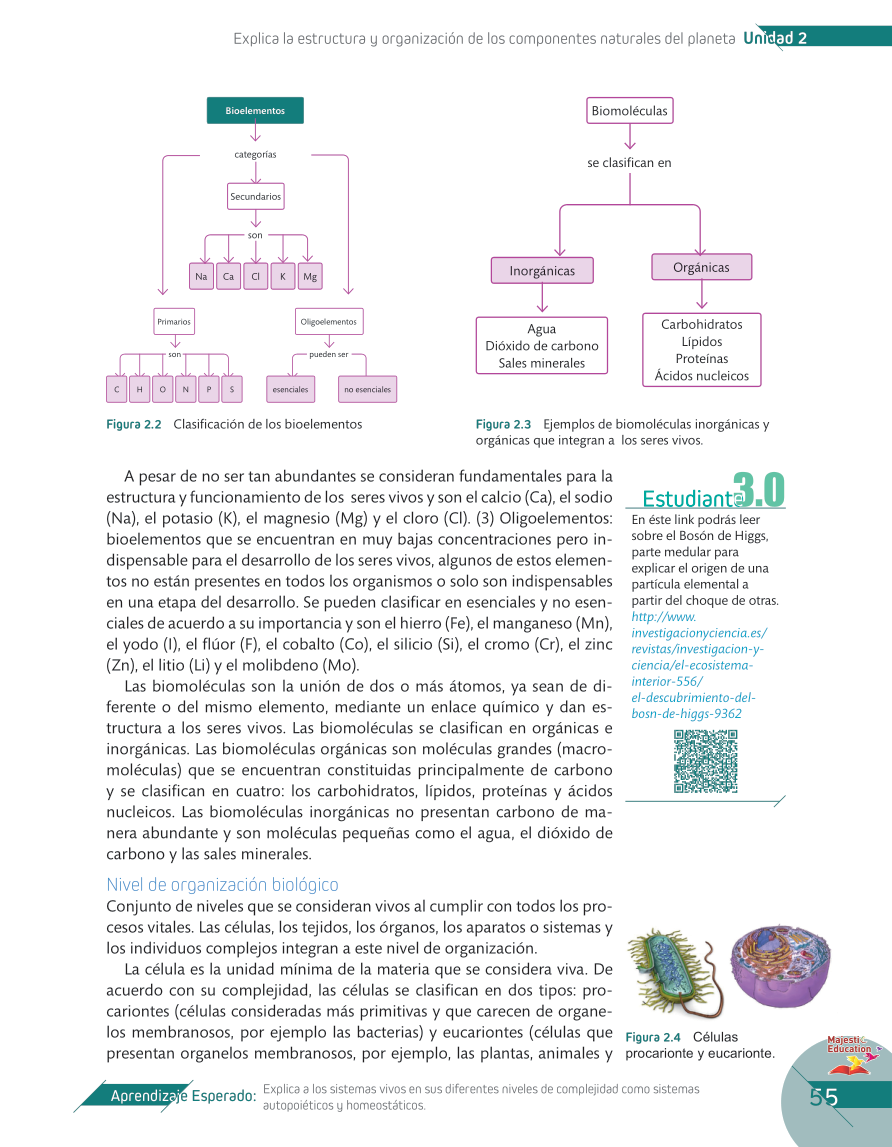 Explica la estructura y organización de los componentes naturales del planeta Unidad 2
Bioelementos
categorías
Secundarios
son
Na Ca Cl K Mg
Primarios Oligoelementos
son pueden ser
C H O N P S esenciales no esenciales
Figura 2.2 Clasificación de los bioelementos
Biomoléculas
se clasifican en
Inorgánicas Orgánicas
Agua
Dióxido de carbono
Sales minerales
Carbohidratos
Lípidos
Proteínas
Ácidos nucleicos
Figura 2.3 Ejemplos de biomoléculas inorgánicas y
orgánicas que integran a los seres vivos.
A pesar de no ser tan abundantes se consideran fundamentales para la
estructura y funcionamiento de los seres vivos y son el calcio (Ca), el sodio
(Na), el potasio (K), el magnesio (Mg) y el cloro (Cl). (3) Oligoelementos:
bioelementos que se encuentran en muy bajas concentraciones pero in-
dispensable para el desarrollo de los seres vivos, algunos de estos elemen-
tos no están presentes en todos los organismos o solo son indispensables
en una etapa del desarrollo. Se pueden clasificar en esenciales y no esen-
ciales de acuerdo a su importancia y son el hierro (Fe), el manganeso (Mn),
el yodo (I), el flúor (F), el cobalto (Co), el silicio (Si), el cromo (Cr), el zinc
(Zn), el litio (Li) y el molibdeno (Mo).
Las biomoléculas son la unión de dos o más átomos, ya sean de di-
ferente o del mismo elemento, mediante un enlace químico y dan es-
tructura a los seres vivos. Las biomoléculas se clasifican en orgánicas e
inorgánicas. Las biomoléculas orgánicas son moléculas grandes (macro-
moléculas) que se encuentran constituidas principalmente de carbono
y se clasifican en cuatro: los carbohidratos, lípidos, proteínas y ácidos
nucleicos. Las biomoléculas inorgánicas no presentan carbono de ma-
nera abundante y son moléculas pequeñas como el agua, el dióxido de
carbono y las sales minerales.
Nivel de organización biológico
Conjunto de niveles que se consideran vivos al cumplir con todos los pro-
cesos vitales. Las células, los tejidos, los órganos, los aparatos o sistemas y
los individuos complejos integran a este nivel de organización.
La célula es la unidad mínima de la materia que se considera viva. De
acuerdo con su complejidad, las células se clasifican en dos tipos: pro-
cariontes (células consideradas más primitivas y que carecen de organe-
los membranosos, por ejemplo las bacterias) y eucariontes (células que
presentan organelos membranosos, por ejemplo, las plantas, animales y
Estudiant@ 3.0
En éste link podrás leer
sobre el Bosón de Higgs,
parte medular para
explicar el origen de una
partícula elemental a
partir del choque de otras.
http://www.
investigacionyciencia.es/
revistas/investigacion-y-
ciencia/el-ecosistema-
interior-556/
el-descubrimiento-del-
bosn-de-higgs-9362
Figura 2.4 Células
procarionte y eucarionte.
Majestic
Education
Aprendizaje Esperado: Explica a los sistemas vivos en sus diferentes niveles de complejidad como sistemas
autopoiéticos y homeostáticos.
55